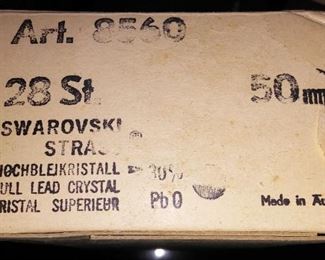 Art. 8560
28 St. 50 mm
SWAROVSKI
STRASS ®
HOCHBLEIKRISTALL 30%
FULL LEAD CRYSTAL
CRISTAL SUPERIEUR PbO Made in Au